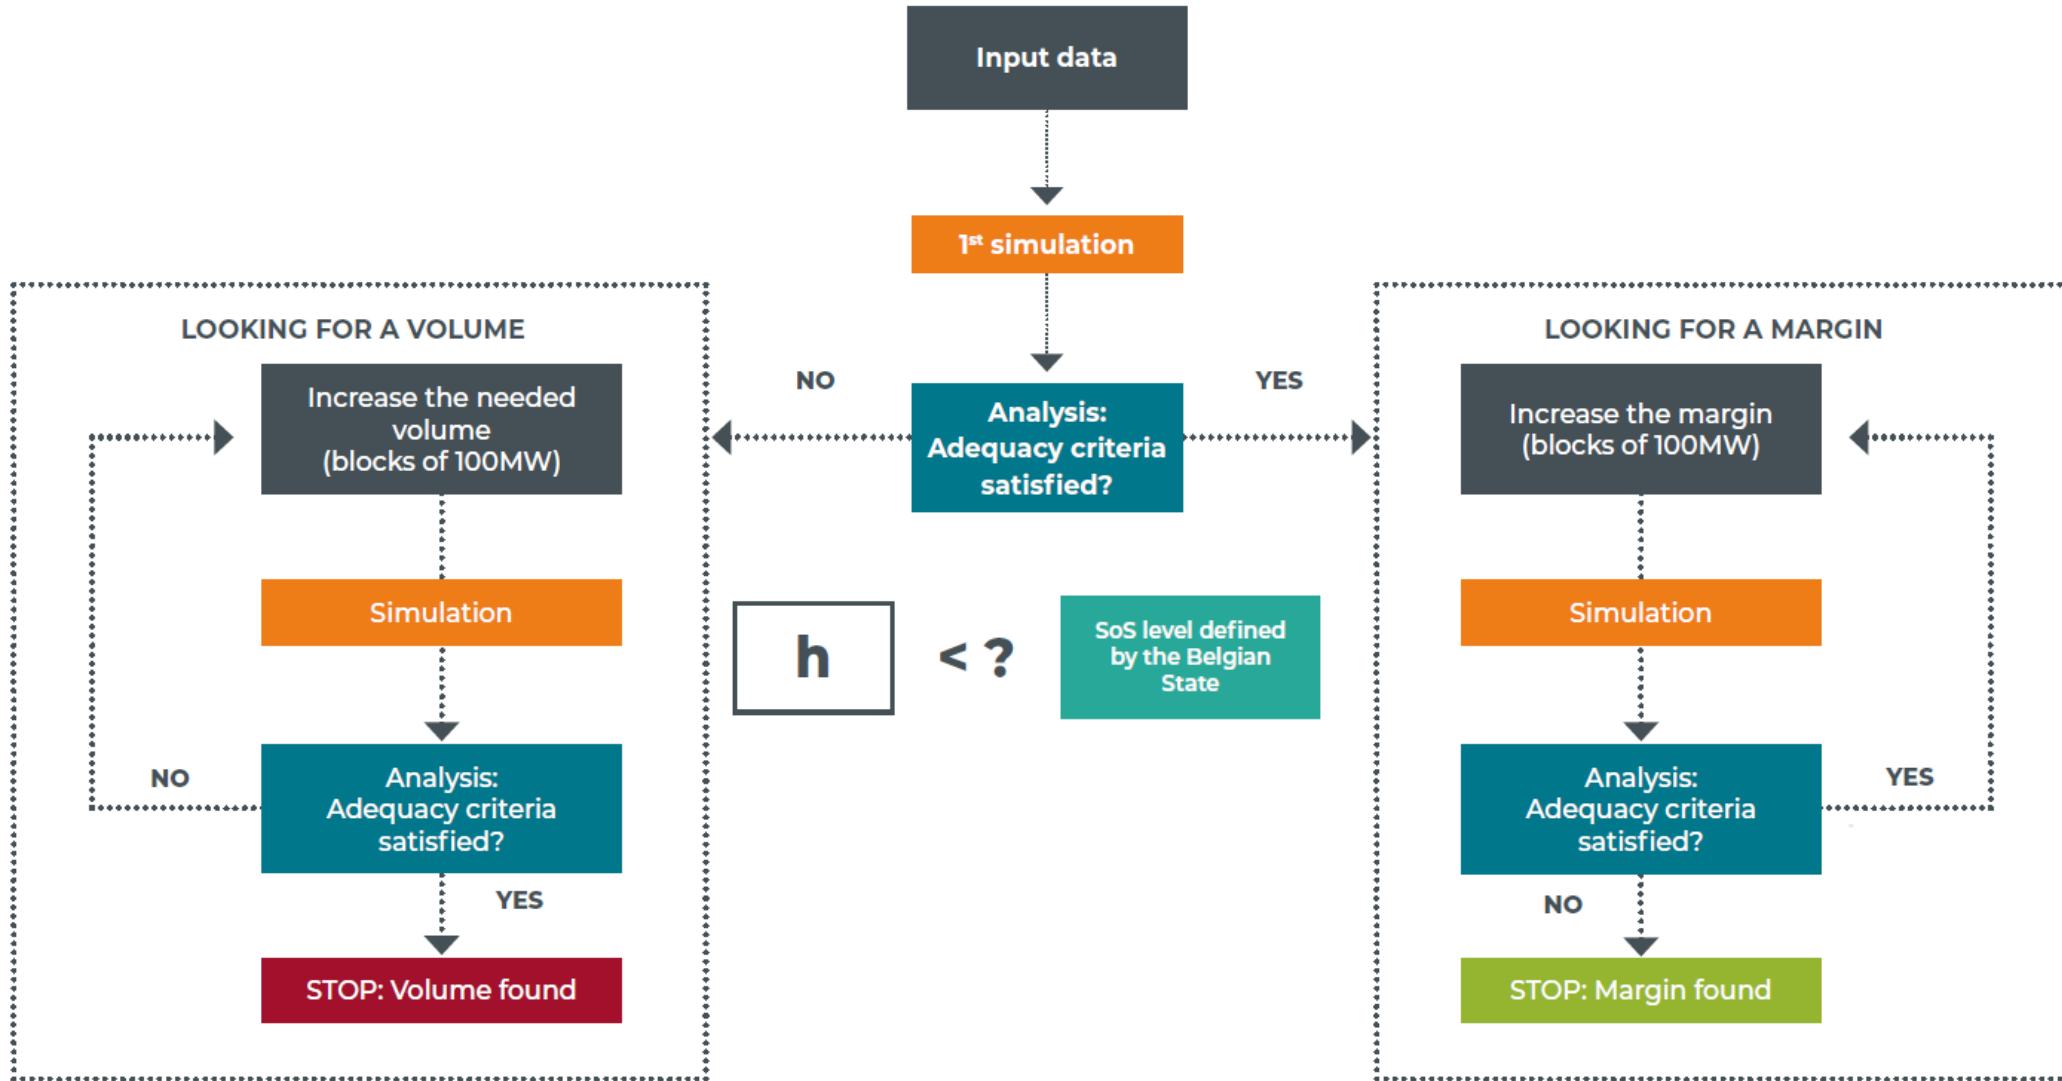 Input data
1st simulation
LOOKING FOR A VOLUME
LOOKING FOR A MARGIN
Increase the needed
volume
(blocks of 100MW)
NO
Analysis:
Adequacy criteria
satisfied?
YES
Increase the margin
(blocks of 100MW)
Simulation
h
< ?
SoS level defined
by the Belgian
State
Simulation
NO
Analysis:
Adequacy criteria
satisfied?
YES
Analysis:
Adequacy criteria
satisfied?
YES
NO
STOP: Volume found
STOP: Margin found